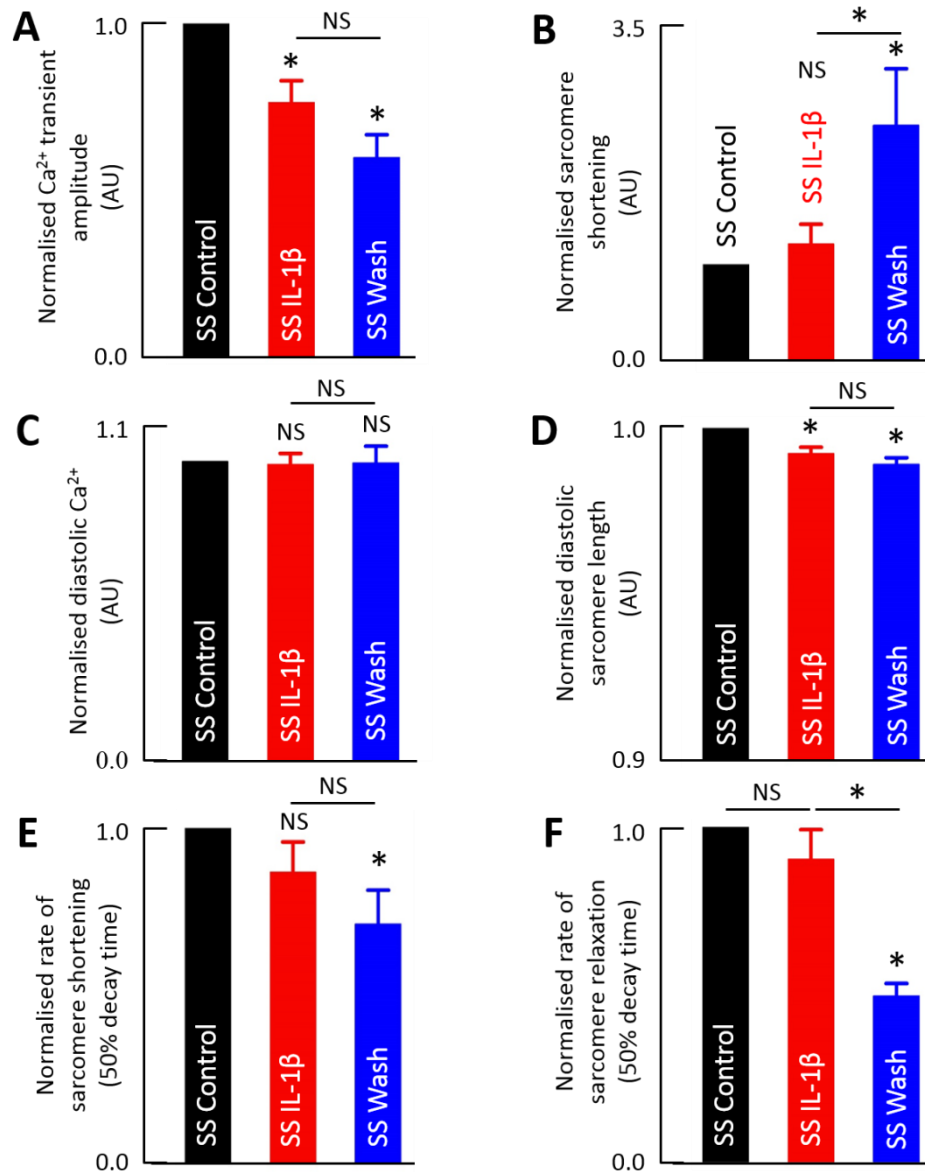 A
Normalised Ca²⁺ transient
amplitude
(AU)
1.0
0.0
NS
*
*
SS Control
SS IL-1β
SS Wash
B
Normalised sarcomere
shortening
(AU)
3.5
0.0
*
NS
*
SS Control
SS IL-1β
SS Wash
C
Normalised diastolic Ca²⁺
(AU)
1.1
0.0
NS
NS
NS
SS Control
SS IL-1β
SS Wash
D
Normalised diastolic
sarcomere length
(AU)
1.0
0.9
NS
*
*
SS Control
SS IL-1β
SS Wash
E
Normalised rate of
sarcomere shortening
(50% decay time)
1.0
0.0
NS
NS
*
SS Control
SS IL-1β
SS Wash
F
Normalised rate of
sarcomere relaxation
(50% decay time)
1.0
0.0
NS
*
*
SS Control
SS IL-1β
SS Wash